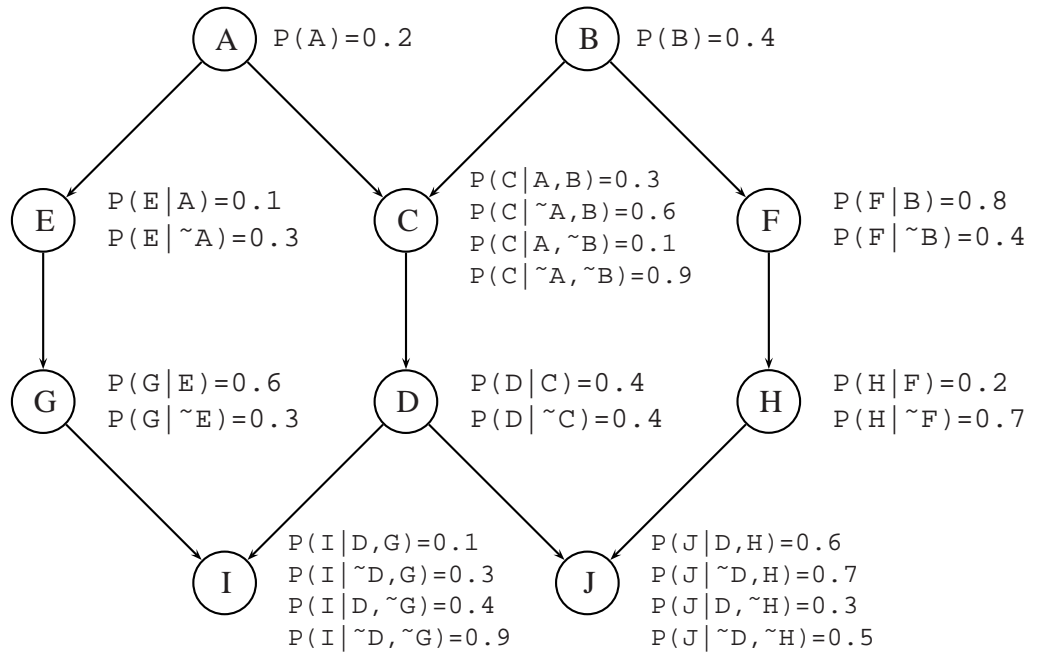 A P(A)=0.2
B P(B)=0.4
E
P(E|A)=0.1
P(E|~A)=0.3
C
P(C|A,B)=0.3
P(C|~A,B)=0.6
P(C|A,~B)=0.1
P(C|~A,~B)=0.9
F
P(F|B)=0.8
P(F|~B)=0.4
G
P(G|E)=0.6
P(G|~E)=0.3
D
P(D|C)=0.4
P(D|~C)=0.4
H
P(H|F)=0.2
P(H|~F)=0.7
I
P(I|D,G)=0.1
P(I|~D,G)=0.3
P(I|D,~G)=0.4
P(I|~D,~G)=0.9
J
P(J|D,H)=0.6
P(J|~D,H)=0.7
P(J|D,~H)=0.3
P(J|~D,~H)=0.5